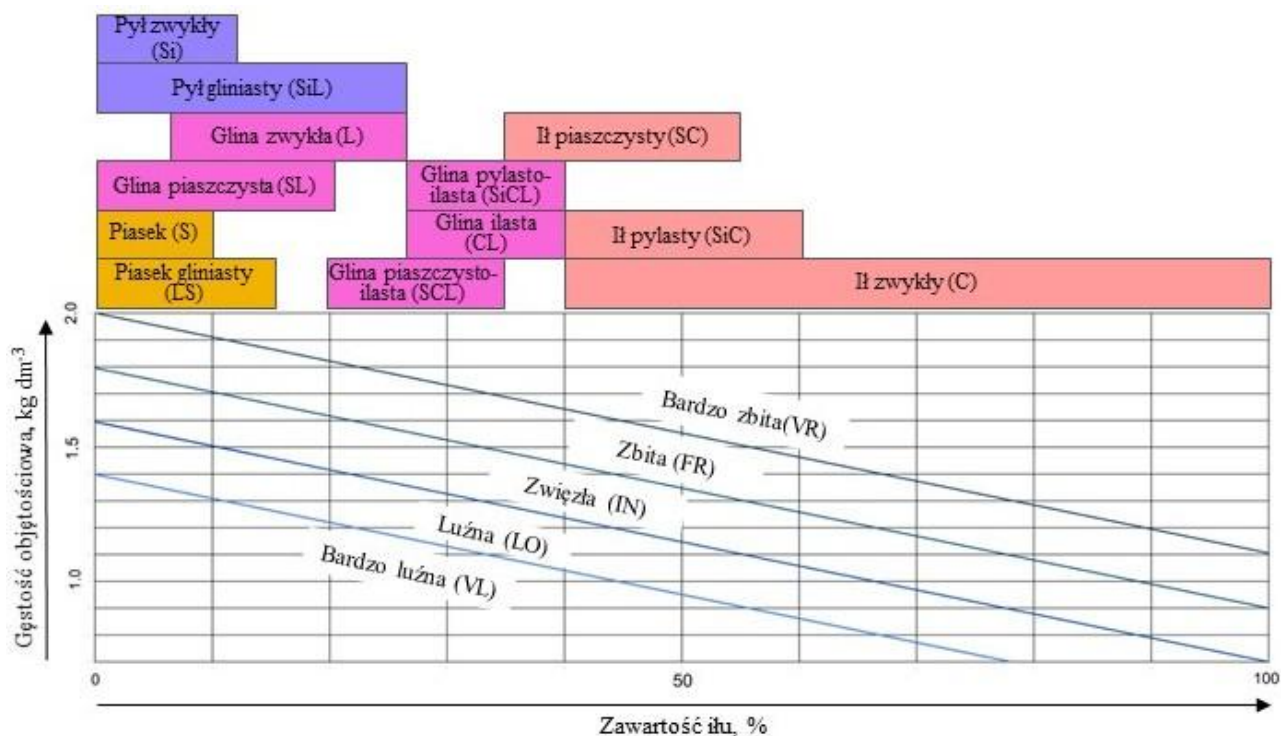 Pył zwykły
(Si)
Pył gliniasty (SiL)
Glina zwykła (L)
Ił piaszczysty (SC)
Glina piaszczysta (SL)
Glina pylasto-
ilasta (SiCL)
Piasek (S)
Glina ilasta
(CL)
Ił pylasty (SiC)
Piasek gliniasty
(LS)
Glina piaszczysto-
ilasta (SCL)
Ił zwykły (C)
2.0
1.5
1.0
Gęstość objętościowa, kg dm-³
Bardzo zbita(VR)
Zbita (FR)
Zwięzła (IN)
Luźna (LO)
Bardzo luźna (VL)
0
50
100
Zawartość iłu, %